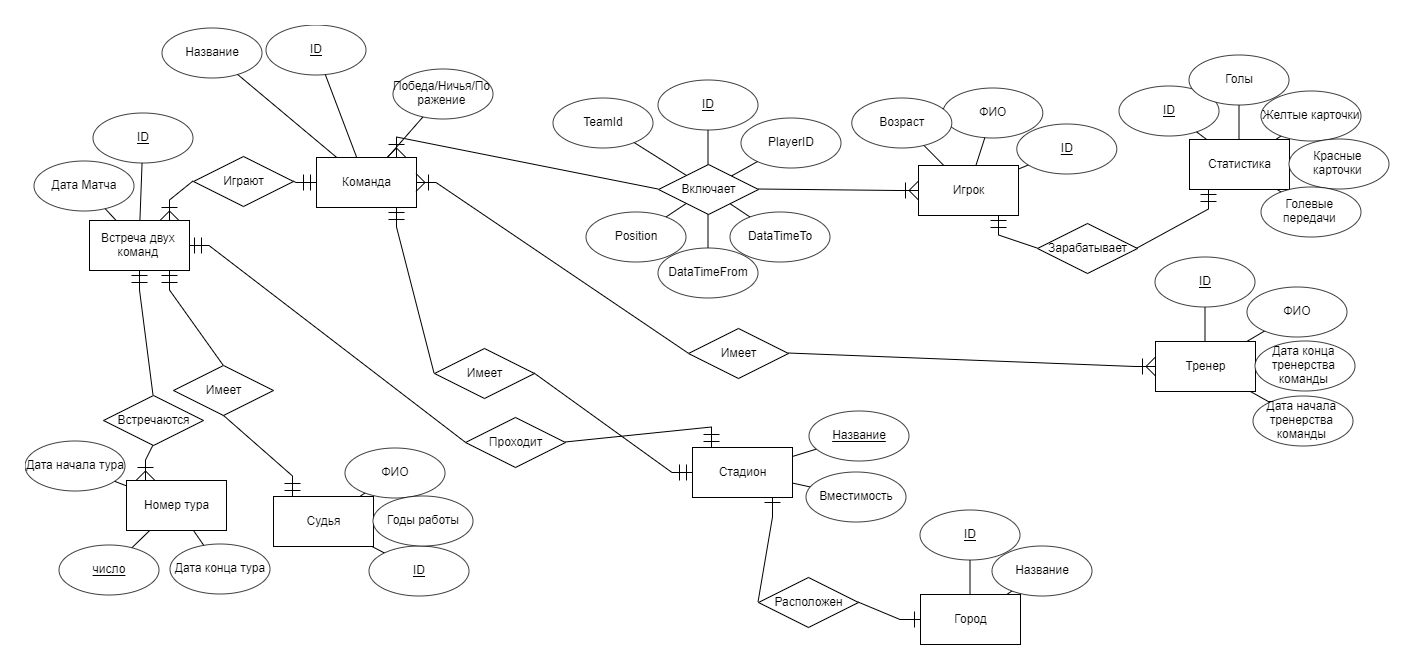 Название
ID
Победа/Ничья/По
ражение
ID
Дата Матча
Играют
Команда
Встреча двух
команд
TeamId
ID
PlayerID
Включает
Position
DataTimeFrom
DataTimeTo
Возраст
ФИО
ID
Игрок
ID
Голы
Желтые карточки
Статистика
Красные
карточки
Голевые
передачи
Зарабатывает
ID
ФИО
Тренер
Дата конца
тренерства
команды
Дата начала
тренерства
команды
Имеет
Имеет
Имеет
Встречаются
Проходит
Название
Стадион
Вместимость
Дата начала тура
Номер тура
число
Дата конца тура
ФИО
Судья
Годы работы
ID
ID
Название
Расположен
Город